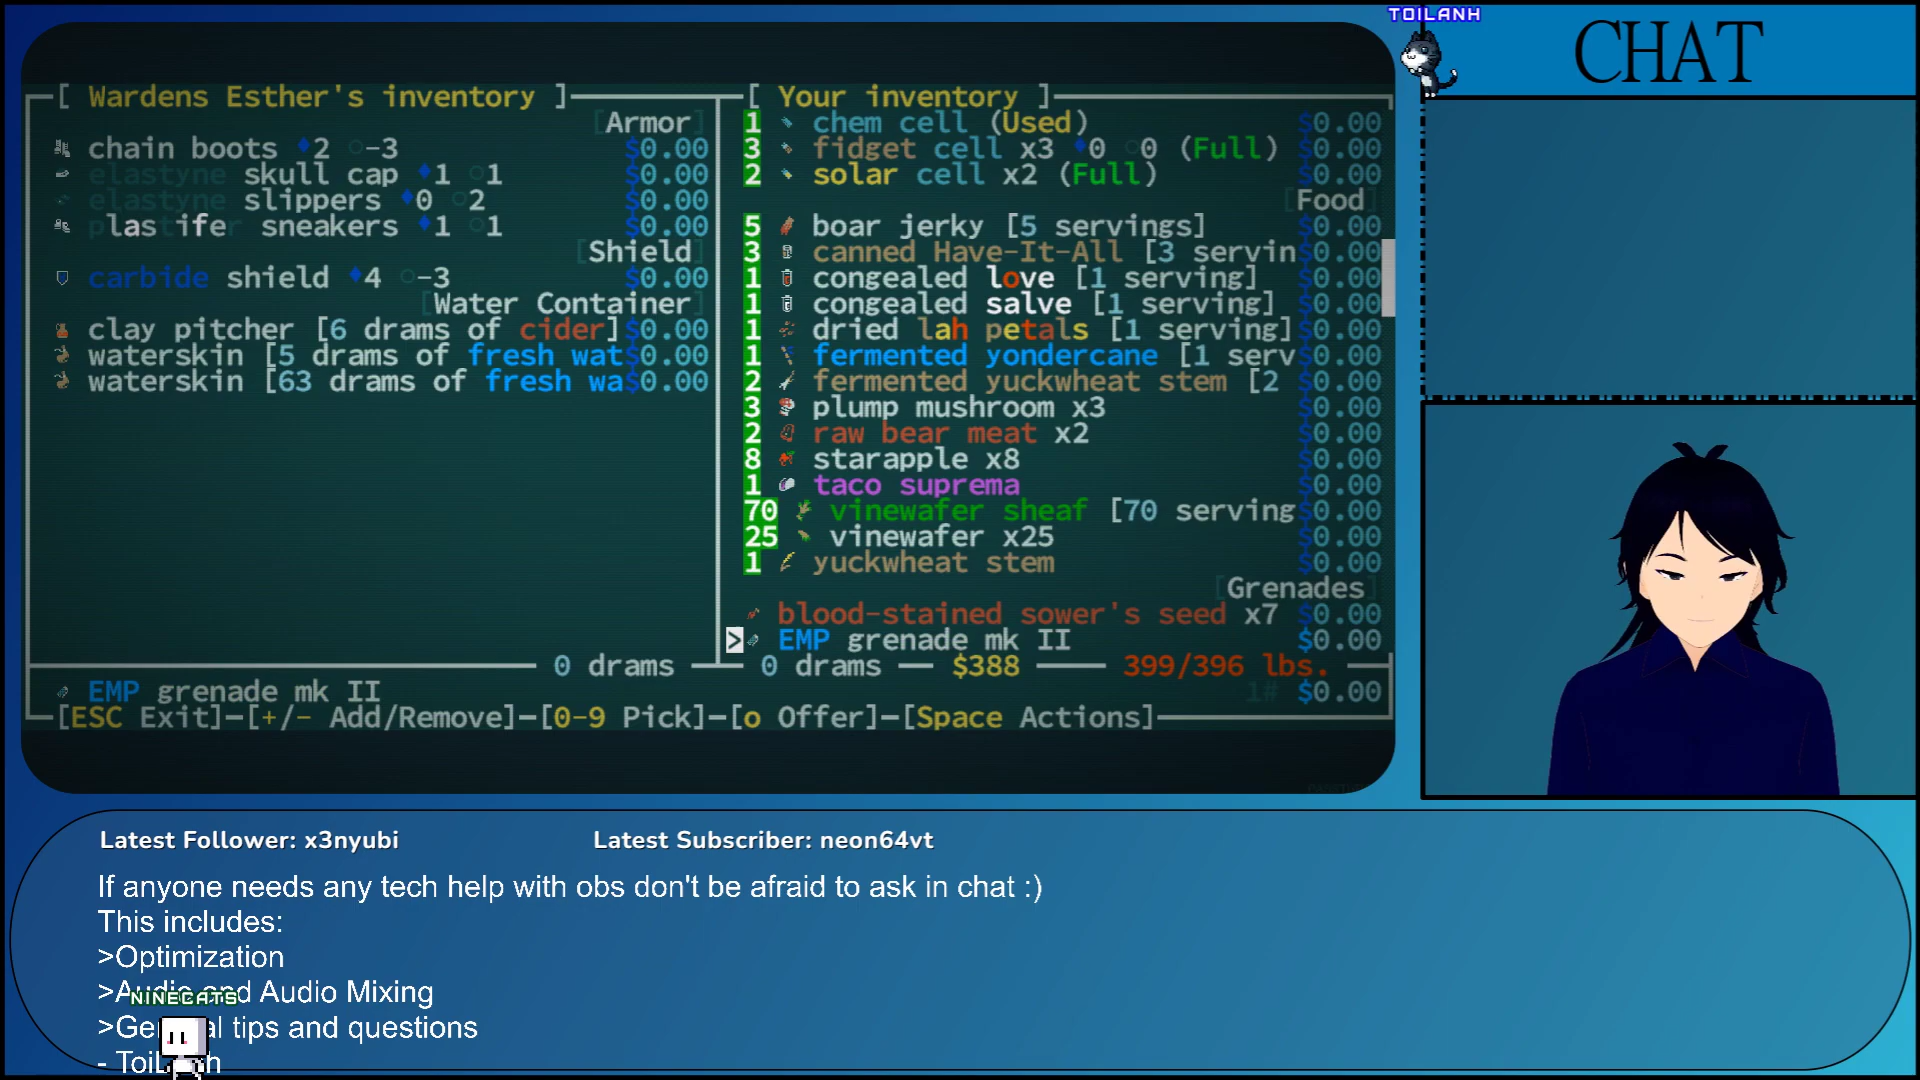 TOILANH
CHAT
[ Wardens Esther's inventory ]
[Armor]
chain boots ♦2 ○-3 $0.00
elastyne skull cap ♦1 ○1 $0.00
elastyne slippers ♦0 ○2 $0.00
plastifer sneakers ♦1 ○1 $0.00
[Shield]
carbide shield ♦4 ○-3 $0.00
[Water Container]
clay pitcher [6 drams of cider] $0.00
waterskin [5 drams of fresh wat $0.00
waterskin [63 drams of fresh wa $0.00
0 drams
[ Your inventory ]
1 chem cell (Used) $0.00
3 fidget cell x3 ♦0 ○0 (Full) $0.00
2 solar cell x2 (Full) $0.00
[Food]
5 boar jerky [5 servings] $0.00
3 canned Have-It-All [3 servin $0.00
1 congealed love [1 serving] $0.00
1 congealed salve [1 serving] $0.00
1 dried lah petals [1 serving] $0.00
1 fermented yondercane [1 serv $0.00
2 fermented yuckwheat stem [2 $0.00
3 plump mushroom x3 $0.00
2 raw bear meat x2 $0.00
8 starapple x8 $0.00
1 taco suprema $0.00
70 vinewafer sheaf [70 serving $0.00
25 vinewafer x25 $0.00
1 yuckwheat stem $0.00
[Grenades]
blood-stained sower's seed x7 $0.00
> EMP grenade mk II $0.00
0 drams $388 399/396 lbs.
EMP grenade mk II 1# $0.00
[ESC Exit]-[+/- Add/Remove]-[0-9 Pick]-[o Offer]-[Space Actions]
Latest Follower: x3nyubi Latest Subscriber: neon64vt
If anyone needs any tech help with obs don't be afraid to ask in chat :)
This includes:
>Optimization
>Audio and Audio Mixing
NINECATS
tips and questions